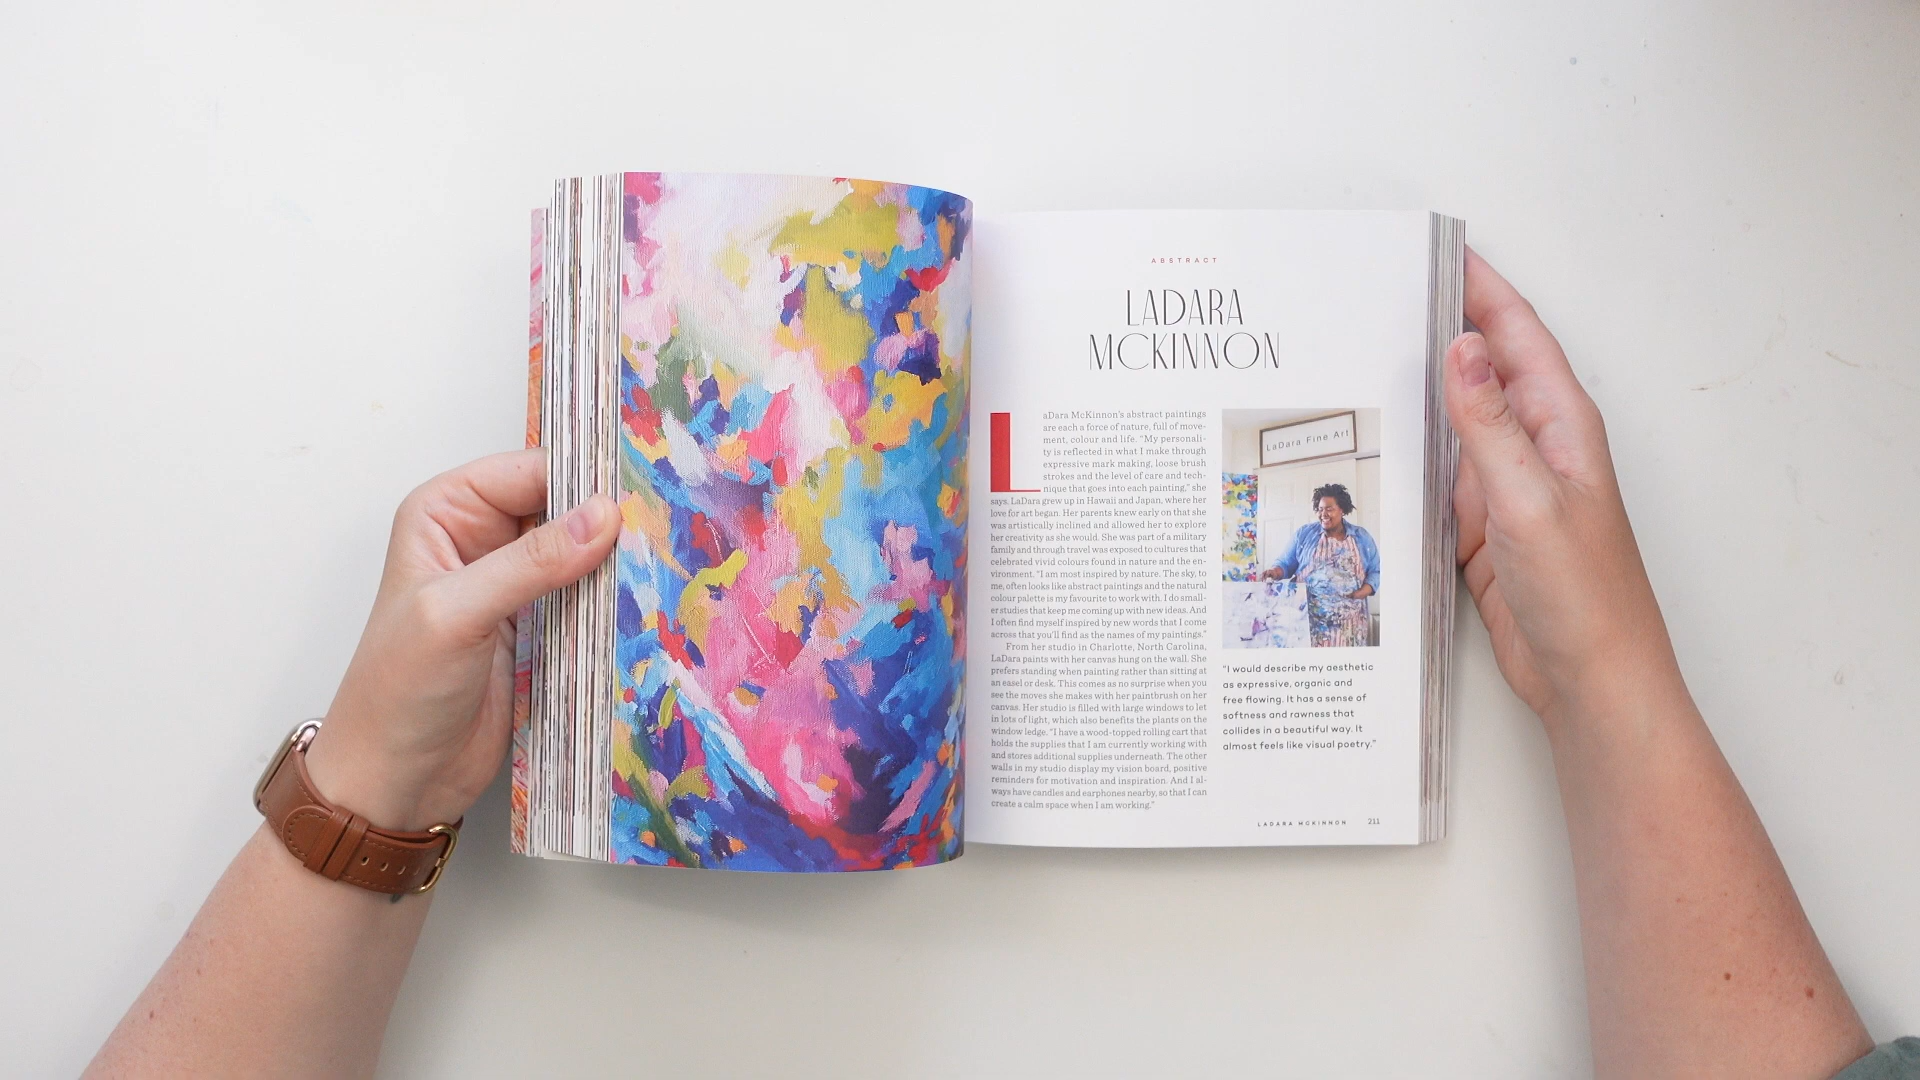 ABSTRACT
LADARA
MCKINNON
LaDara McKinnon's abstract paintings
are each a force of nature, full of move-
ment, colour and life. "My personali-
ty is reflected in what I make through
expressive mark making, loose brush
strokes and the level of care and tech-
nique that goes into each painting," she
says. LaDara grew up in Hawaii and Japan, where her
love for art began. Her parents knew early on that she
was artistically inclined and allowed her to explore
her creativity as she would. She was part of a military
family and through travel was exposed to cultures that
celebrated vivid colours found in nature and the en-
vironment. "I am most inspired by nature. The sky, to
me, often looks like abstract paintings and the natural
colour palette is my favourite to work with. I do small-
er studies that keep me coming up with new ideas. And
I often find myself inspired by new words that I come
across that you'll find as the names of my paintings."
From her studio in Charlotte, North Carolina,
LaDara paints with her canvas hung on the wall. She
prefers standing when painting rather than sitting at
an easel or desk. This comes as no surprise when you
see the moves she makes with her paintbrush on her
canvas. Her studio is filled with large windows to let
in lots of light, which also benefits the plants on the
window ledge. "I have a wood-topped rolling cart that
holds the supplies that I am currently working with
and stores additional supplies underneath. The other
walls in my studio display my vision board, positive
reminders for motivation and inspiration. And I al-
ways have candles and earphones nearby, so that I can
create a calm space when I am working."
LaDara Fine Art
"I would describe my aesthetic
as expressive, organic and
free flowing. It has a sense of
softness and rawness that
collides in a beautiful way. It
almost feels like visual poetry."
LADARA MCKINNON 211